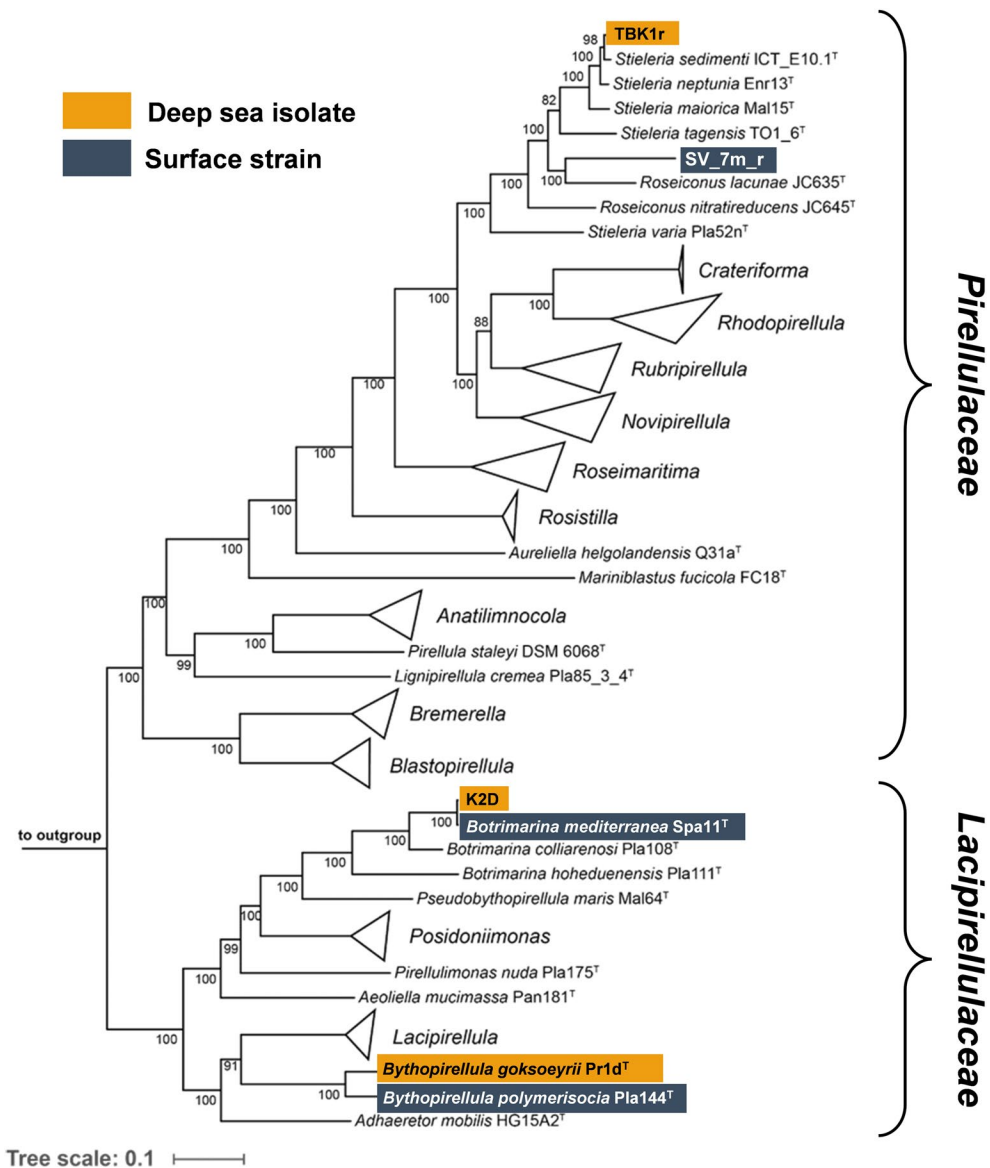 98
TBK1r
100
Stieleria sedimenti ICT_E10.1ᵀ
100
Stieleria neptunia Enr13ᵀ
82
Stieleria maiorica Mal15ᵀ
100
Stieleria tagensis TO1_6ᵀ
SV_7m_r
100
100
Roseiconus lacunae JC635ᵀ
100
Roseiconus nitratireducens JC645ᵀ
Stieleria varia Pla52nᵀ
Deep sea isolate
Surface strain
Crateriforma
100
100
Rhodopirellula
88
Rubripirellula
100
100
Novipirellula
100
Roseimaritima
100
Rosistilla
100
Aureliella helgolandensis Q31aᵀ
Mariniblastus fucicola FC18ᵀ
100
Anatilimnocola
100
Pirellula staleyi DSM 6068ᵀ
99
100
Lignipirellula cremea Pla85_3_4ᵀ
Bremerella
100
Blastopirellula
Pirellulaceae
K2D
to outgroup
100
Botrimarina mediterranea Spa11ᵀ
100
Botrimarina colliarenosi Pla108ᵀ
100
Botrimarina hoheduenensis Pla111ᵀ
100
Pseudobythopirellula maris Mal64ᵀ
100
Posidoniimonas
99
Pirellulimonas nuda Pla175ᵀ
100
Aeoliella mucimassa Pan181ᵀ
100
Lacipirellula
91
Bythopirellula goksoeyrii Pr1dᵀ
100
Bythopirellula polymerisocia Pla144ᵀ
100
Adhaeretor mobilis HG15A2ᵀ
Lacipirellulaceae
Tree scale: 0.1